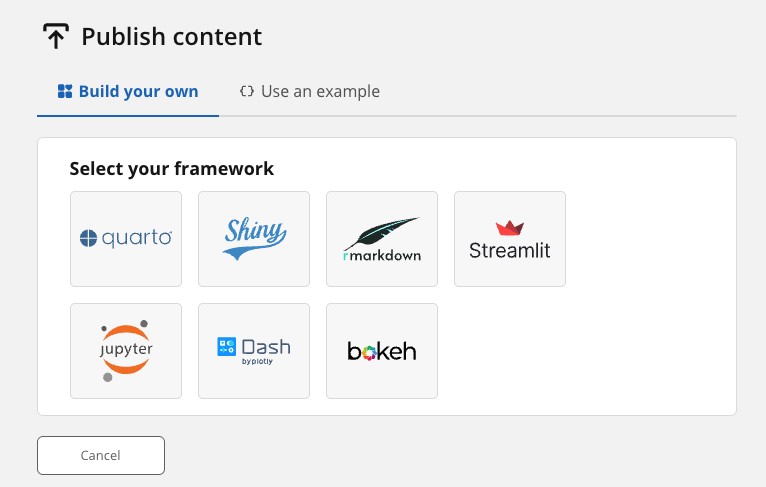 Publish content
Build your own
Use an example
Select your framework
quarto
Shiny
rmarkdown
Streamlit
jupyter
Dash
by plotly
bokeh
Cancel